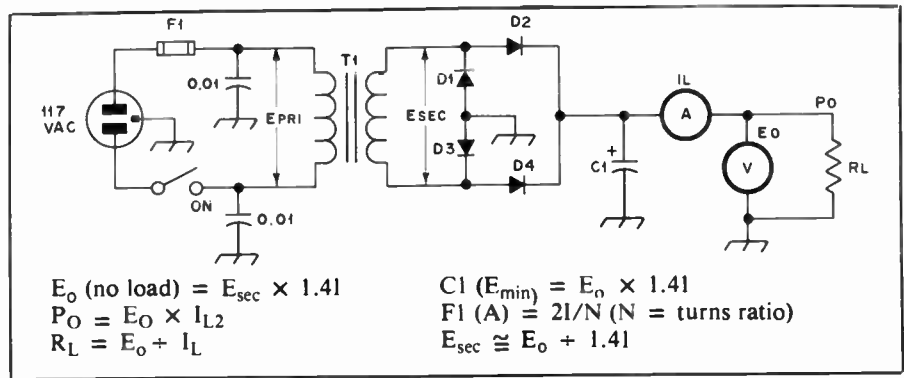 F1
D2
T1
IL
Po
0.01
D1
117
VAC
EPRI
ESEC
A
Eo
D3
C1
+
V
RL
D4
ON
0.01
Eo (no load) = Esec × 1.41
PO = EO × IL2
RL = Eo ÷ IL
C1 (Emin) = Eo × 1.41
F1 (A) = 2I/N (N = turns ratio)
Esec ≅ Eo ÷ 1.41